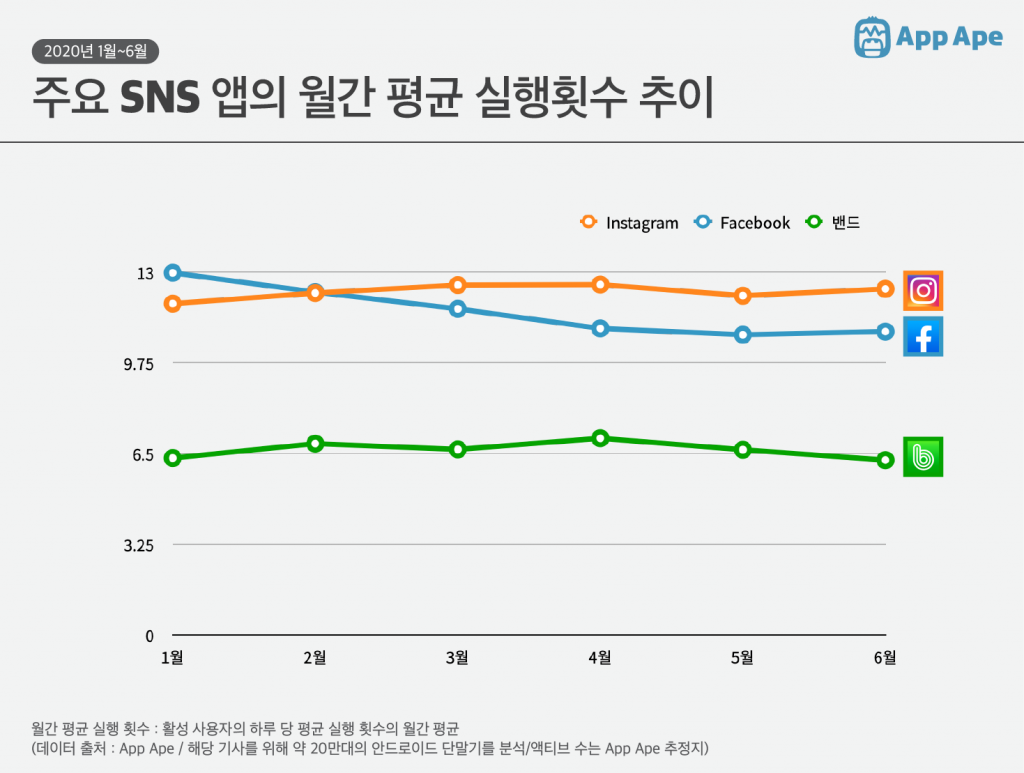 App Ape
2020년 1월~6월
주요 SNS 앱의 월간 평균 실행횟수 추이
Instagram Facebook 밴드
13
9.75
6.5
3.25
0
1월 2월 3월 4월 5월 6월
월간 평균 실행 횟수 : 활성 사용자의 하루 당 평균 실행 횟수의 월간 평균
(데이터 출처 : App Ape / 해당 기사를 위해 약 20만대의 안드로이드 단말기를 분석/액티브 수는 App Ape 추정치)